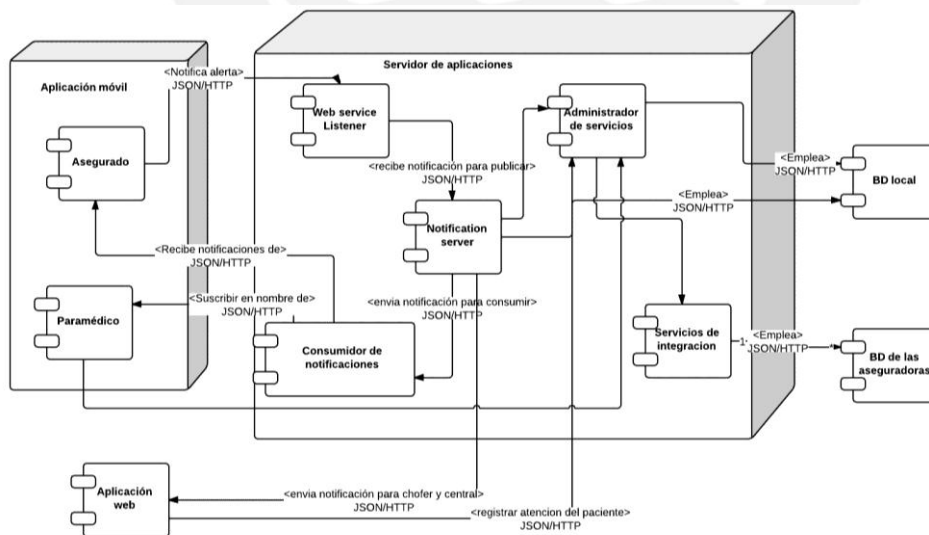 Servidor de aplicaciones
<Notifica alerta>
JSON/HTTP
Aplicación móvil
Web service
Listener
Administrador
de servicios
Asegurado
<recibe notificación para publicar>
JSON/HTTP
<Emplea>
JSON/HTTP
BD local
<Emplea>
JSON/HTTP
Notification
server
<Recibe notificaciones de>
JSON/HTTP
<Suscribir en nombre de>
JSON/HTTP
<envia notificación para consumir>
JSON/HTTP
Paramédico
Consumidor de
notificaciones
Servicios de
integracion
1
<Emplea>
JSON/HTTP
*
BD de las
aseguradoras
Aplicación
web
<envia notificación para chofer y central>
JSON/HTTP
<registrar atencion del paciente>
JSON/HTTP